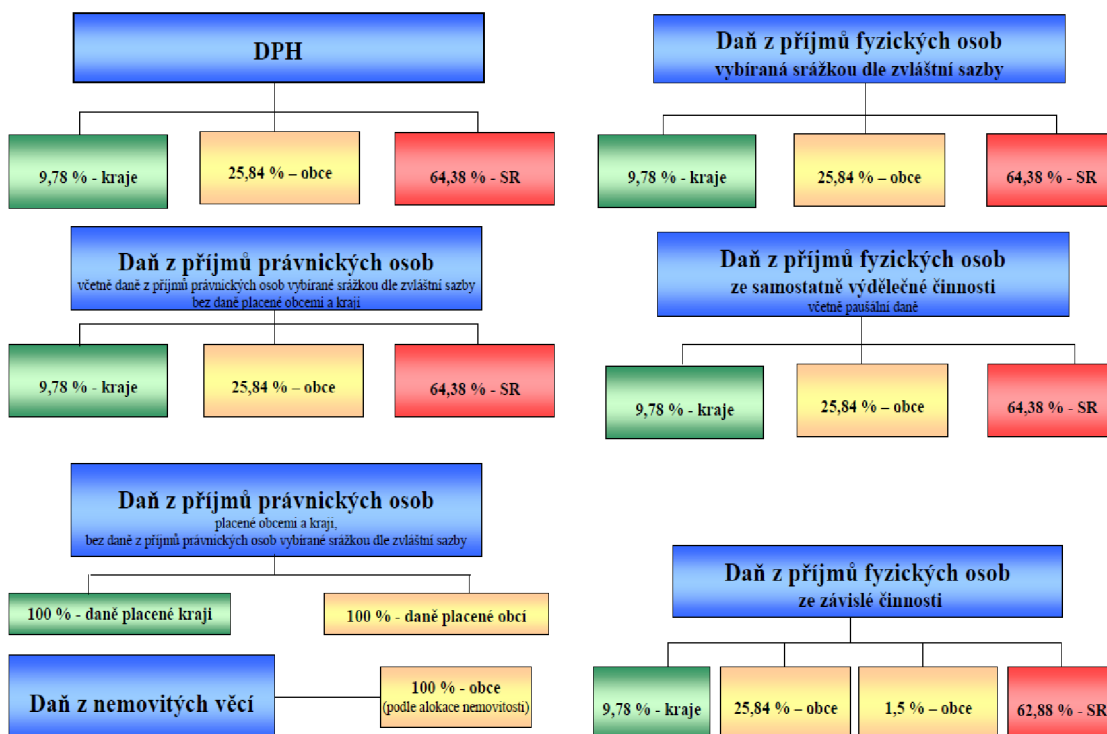 DPH
9,78 % - kraje
25,84 % – obce
64,38 % - SR
Daň z příjmů fyzických osob
vybíraná srážkou dle zvláštní sazby
9,78 % - kraje
25,84 % – obce
64,38 % - SR
Daň z příjmů právnických osob
včetně daně z příjmů právnických osob vybírané srážkou dle zvláštní sazby
bez daně placené obcemi a kraji
9,78 % - kraje
25,84 % – obce
64,38 % - SR
Daň z příjmů fyzických osob
ze samostatně výdělečné činnosti
včetně paušální daně
9,78 % - kraje
25,84 % – obce
64,38 % - SR
Daň z příjmů právnických osob
placené obcemi a kraji,
bez daně z příjmů právnických osob vybírané srážkou dle zvláštní sazby
100 % - daně placené kraji
100 % - daně placené obcí
Daň z nemovitých věcí
100 % - obce
(podle alokace nemovitosti)
Daň z příjmů fyzických osob
ze závislé činnosti
9,78 % - kraje
25,84 % – obce
1,5 % – obce
62,88 % - SR